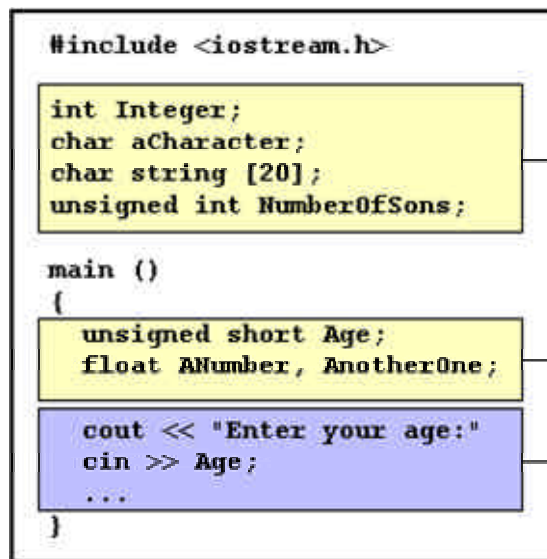 #include <iostream.h>
int Integer;
char aCharacter;
char string [20];
unsigned int NumberOfSons;
main ()
{
unsigned short Age;
float ANumber, AnotherOne;
cout << "Enter your age:"
cin >> Age;
...
}